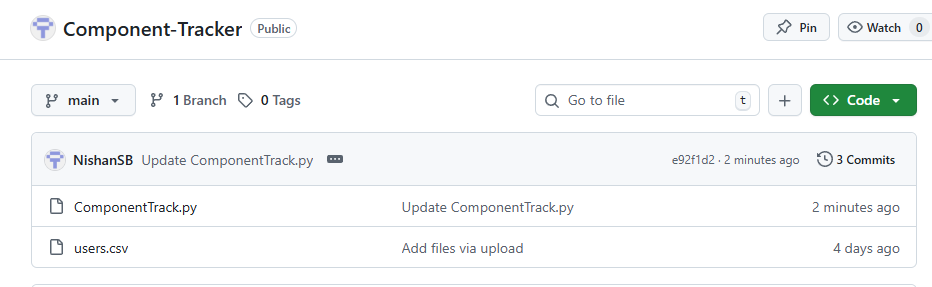 Component-Tracker Public Pin Watch 0
main 1 Branch 0 Tags Go to file t Code
NishanSB Update ComponentTrack.py e92f1d2 · 2 minutes ago 3 Commits
ComponentTrack.py Update ComponentTrack.py 2 minutes ago
users.csv Add files via upload 4 days ago